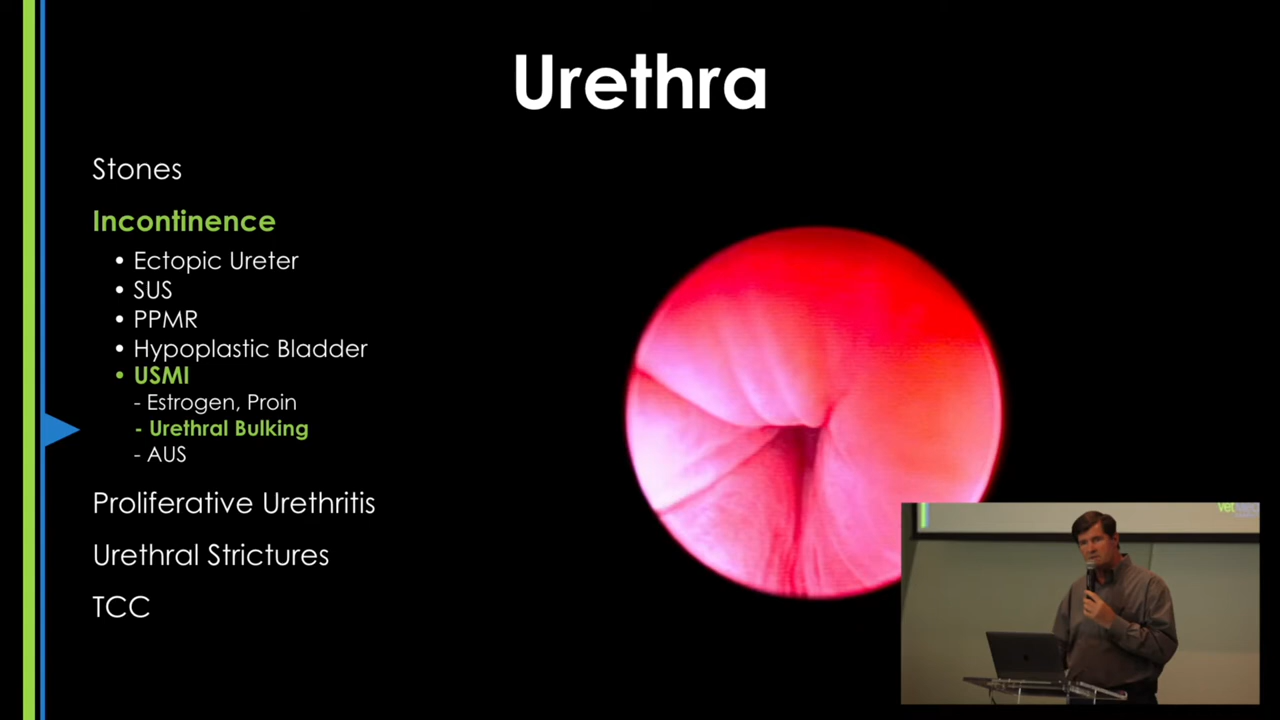 Urethra
Stones
Incontinence
• Ectopic Ureter
• SUS
• PPMR
• Hypoplastic Bladder
• USMI
- Estrogen, Proin
- Urethral Bulking
- AUS
Proliferative Urethritis
Urethral Strictures
TCC